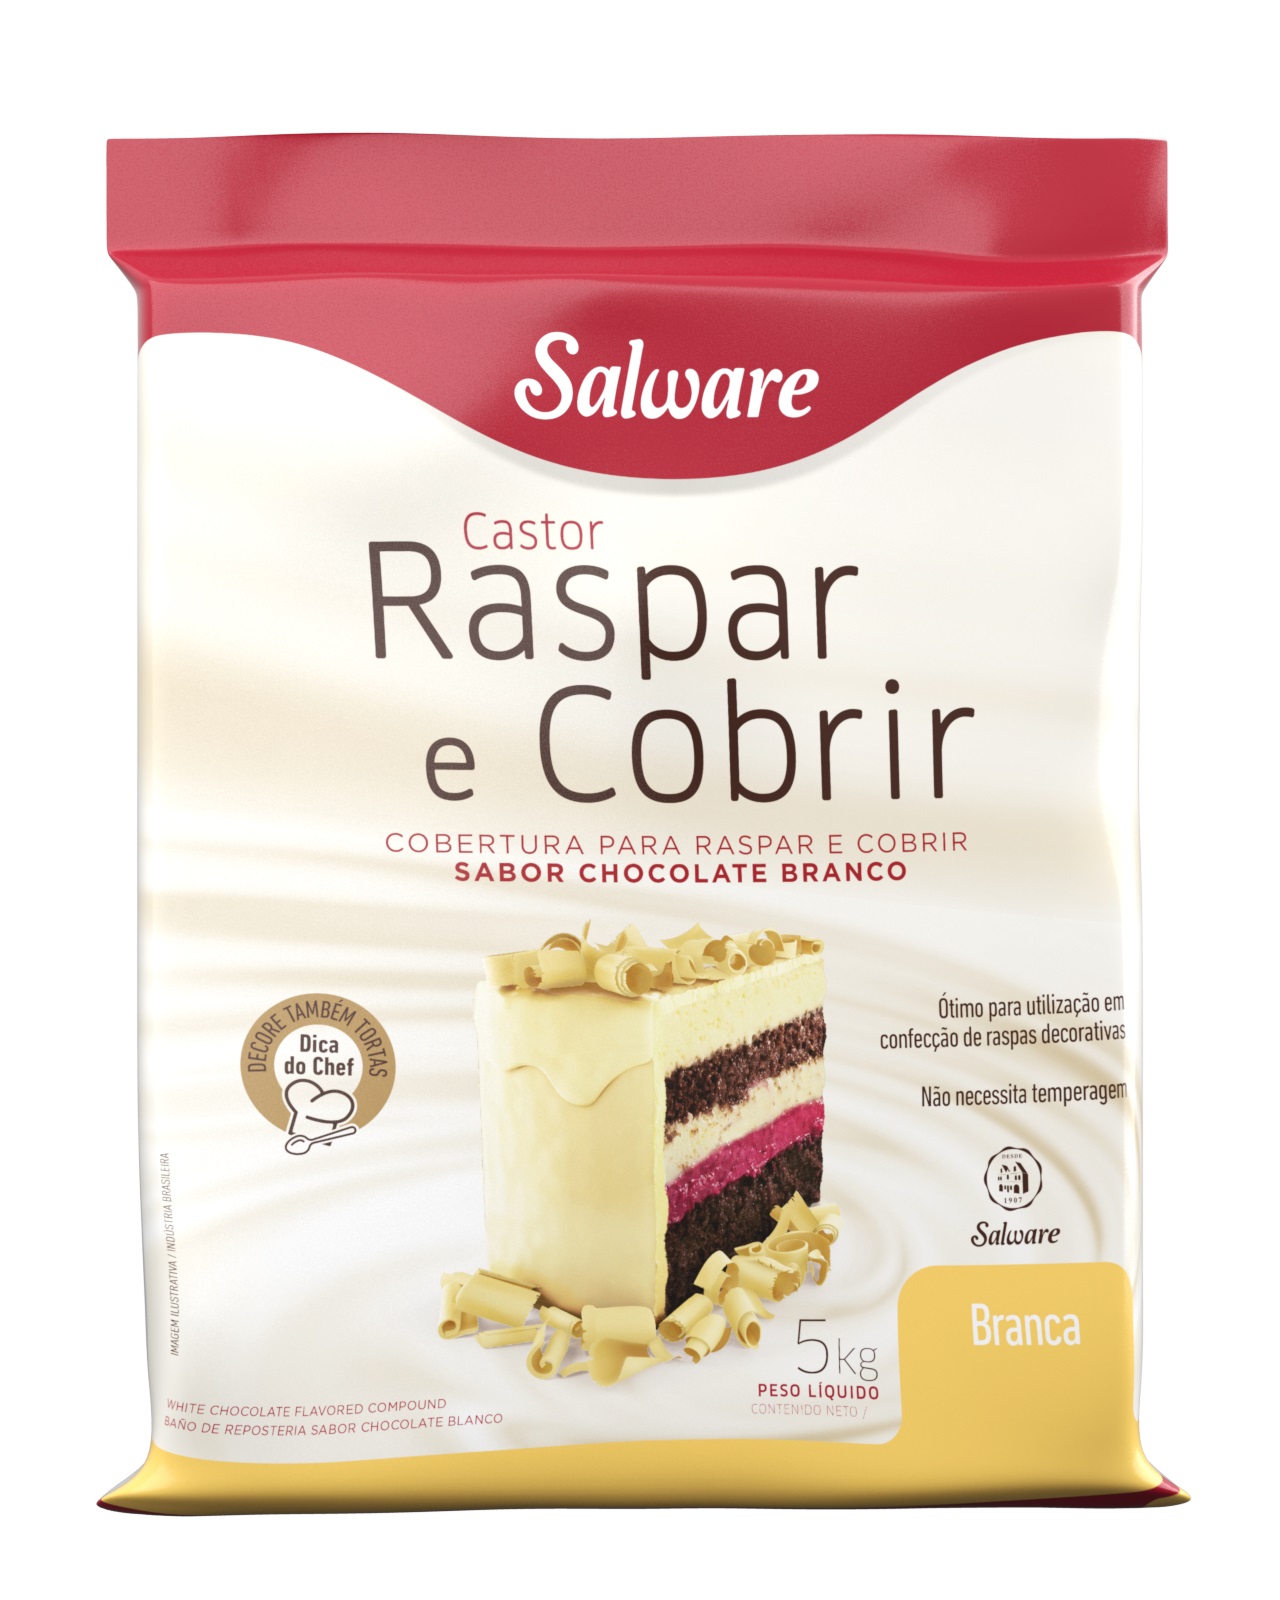 Salware
Castor
Raspar
e Cobrir
COBERTURA PARA RASPAR E COBRIR
SABOR CHOCOLATE BRANCO
DECORE TAMBÉM TORTAS
Dica
do Chef
Ótimo para utilização em
confecção de raspas decorativas
Não necessita temperagem
DESDE
1907
Salware
Branca
5kg
PESO LÍQUIDO
CONTENIDO NETO /
IMAGEM ILUSTRATIVA / INDÚSTRIA BRASILEIRA
WHITE CHOCOLATE FLAVORED COMPOUND
BAÑO DE REPOSTERIA SABOR CHOCOLATE BLANCO